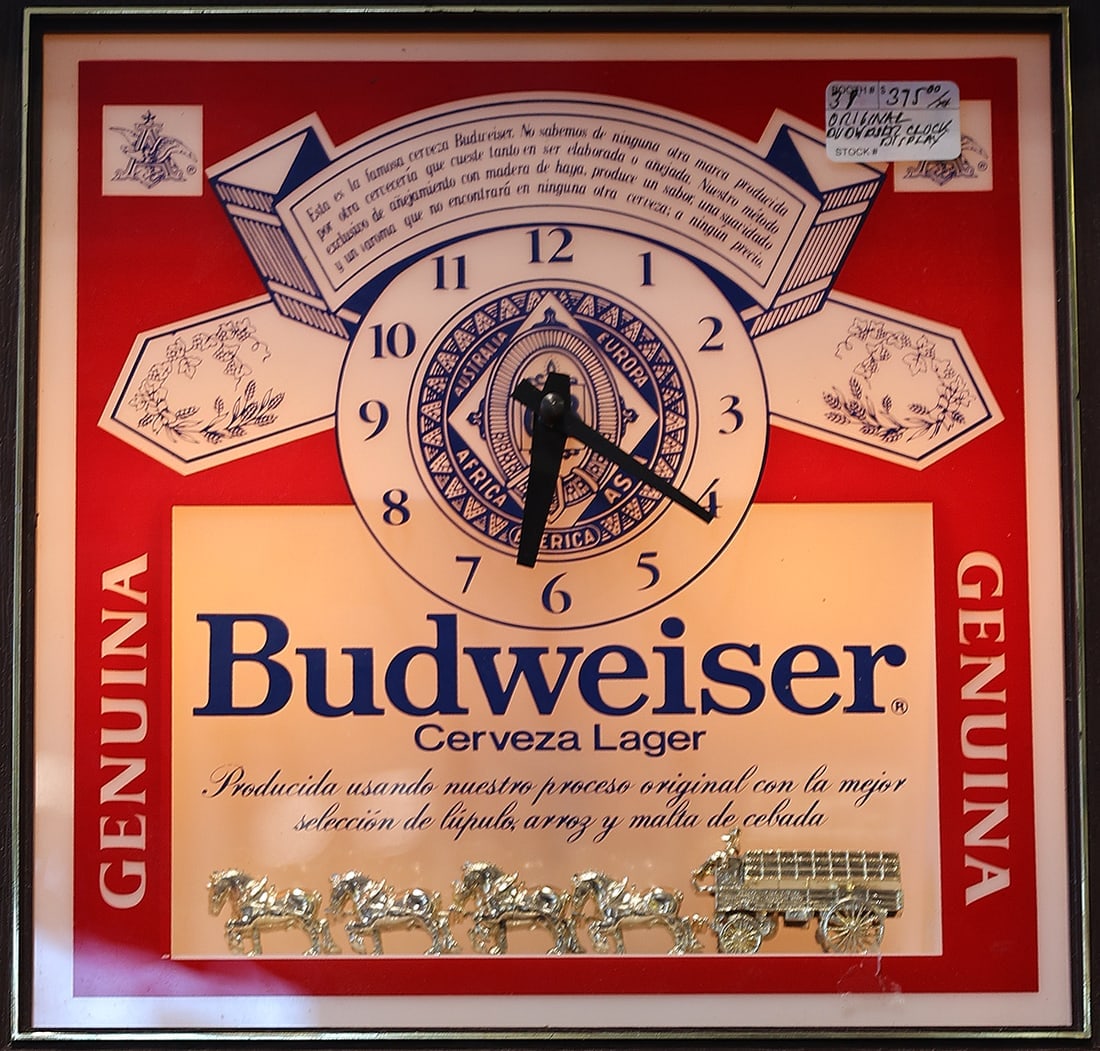 BOOTH # $
39 375 00
ORIGINAL
BUDWEISER CLOCK
DISPLAY
STOCK #
Esta es la famosa cerveza Budweiser. No sabemos de ninguna otra marca producida
por otra cervecería que cueste tanto en ser elaborada o añejada. Nuestro método
exclusivo de añejamiento con madera de haya, produce un sabor, una suavidad
y un aroma que no encontrará en ninguna otra cerveza; a ningún precio.
12
11
1
10
2
9
3
8
4
7
5
6
AUSTRALIA
EUROPA
AFRICA
ASIA
AMERICA
GENUINA
GENUINA
Budweiser®
Cerveza Lager
Producida usando nuestro proceso original con la mejor
selección de lúpulo, arroz y malta de cebada